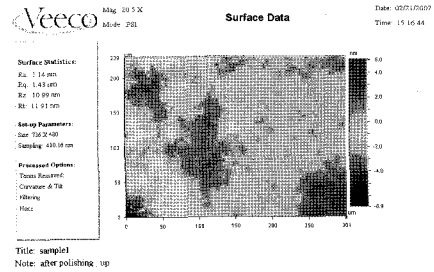 Veeco
Mag: 20.5 X
Mode: PSI
Surface Data
Date: 02/21/2007
Time: 15:16:44
Surface Statistics:
Ra: 1.14 nm
Rq: 1.43 nm
Rz: 10.99 nm
Rt: 11.91 nm
Set-up Parameters:
Size: 736 X 480
Sampling: 410.16 nm
Processed Options:
Terms Removed:
Curvature & Tilt
Filtering:
None
nm
6.0
4.0
2.0
0.0
-2.0
-4.0
-6.9
um
200
150
100
50
0
0
50
100
150
200
250
Title: sample1
Note: after polishing up